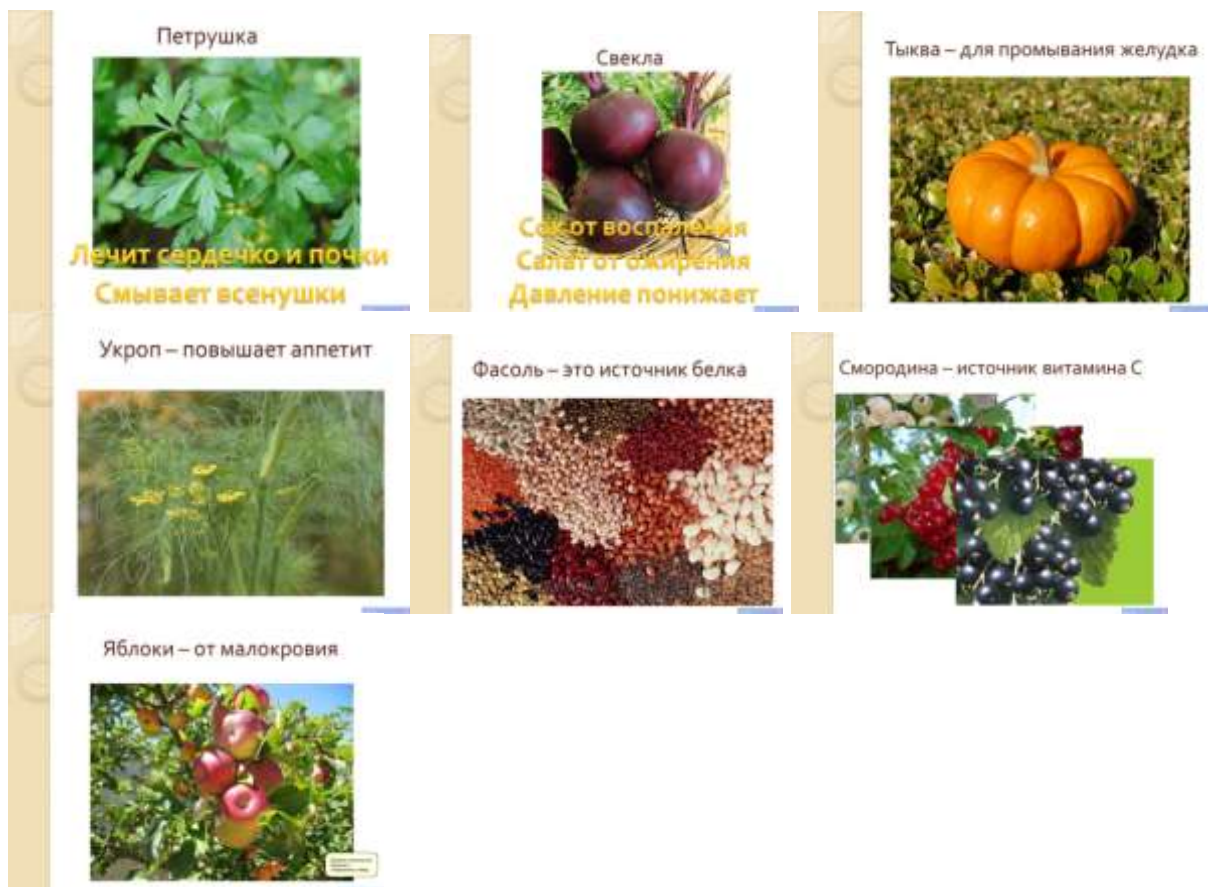 Петрушка
Лечит сердечко и почки
Смывает всенушки
Свекла
Сок от воспаления
Салат от ожирения
Давление понижает
Тыква – для промывания желудка
Укроп – повышает аппетит
Фасоль – это источник белка
Смородина – источник витамина С
Яблоки – от малокровия